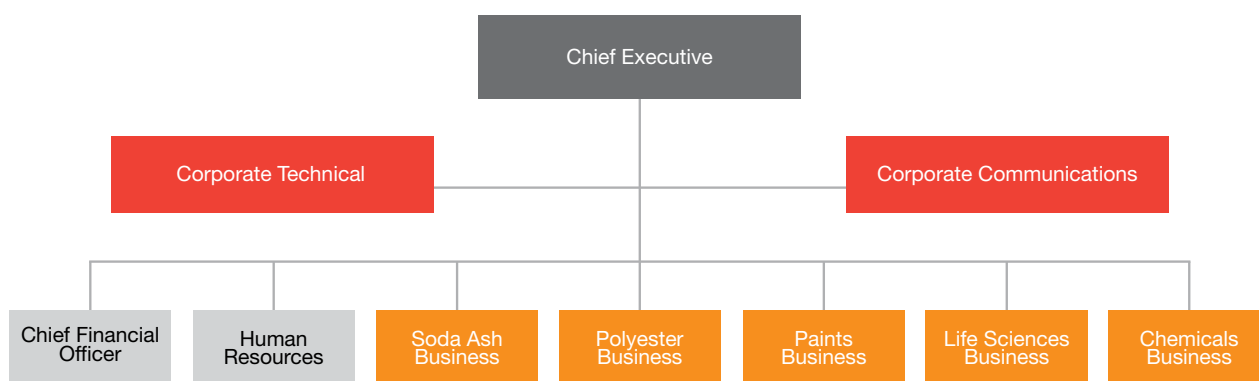 Chief Executive
Corporate Technical
Corporate Communications
Chief Financial
Officer
Human
Resources
Soda Ash
Business
Polyester
Business
Paints
Business
Life Sciences
Business
Chemicals
Business